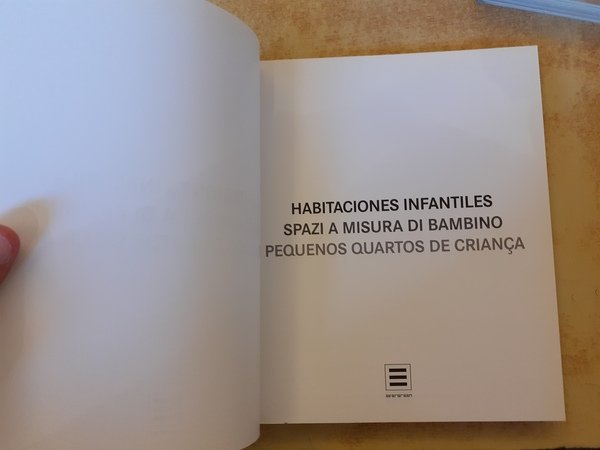 HABITACIONES INFANTILES
SPAZI A MISURA DI BAMBINO
PEQUENOS QUARTOS DE CRIANÇA